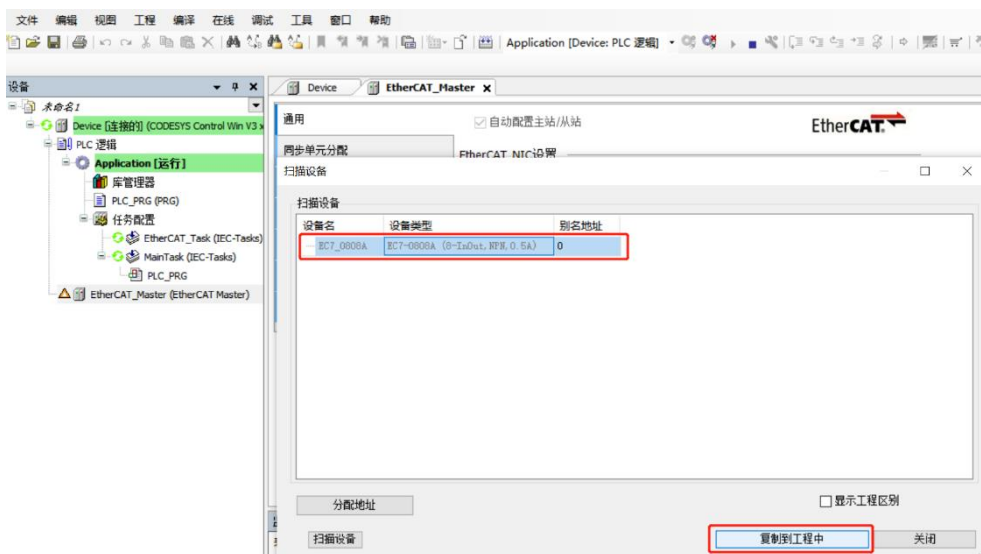 文件 编辑 视图 工程 编译 在线 调试 工具 窗口 帮助
Application [Device: PLC 逻辑]
设备
Device
EtherCAT_Master
未命名1
Device [连接的] (CODESYS Control Win V3 x
PLC 逻辑
Application [运行]
库管理器
PLC_PRG (PRG)
任务配置
EtherCAT_Task (IEC-Tasks)
MainTask (IEC-Tasks)
PLC_PRG
EtherCAT_Master (EtherCAT Master)
通用
自动配置主站/从站
EtherCAT
同步单元分配
EtherCAT NIC设置
扫描设备
扫描设备
设备名 设备类型 别名地址
EC7_0808A EC7-0808A (8-InOut,NPN,0.5A) 0
分配地址
显示工程区别
扫描设备
复制到工程中
关闭